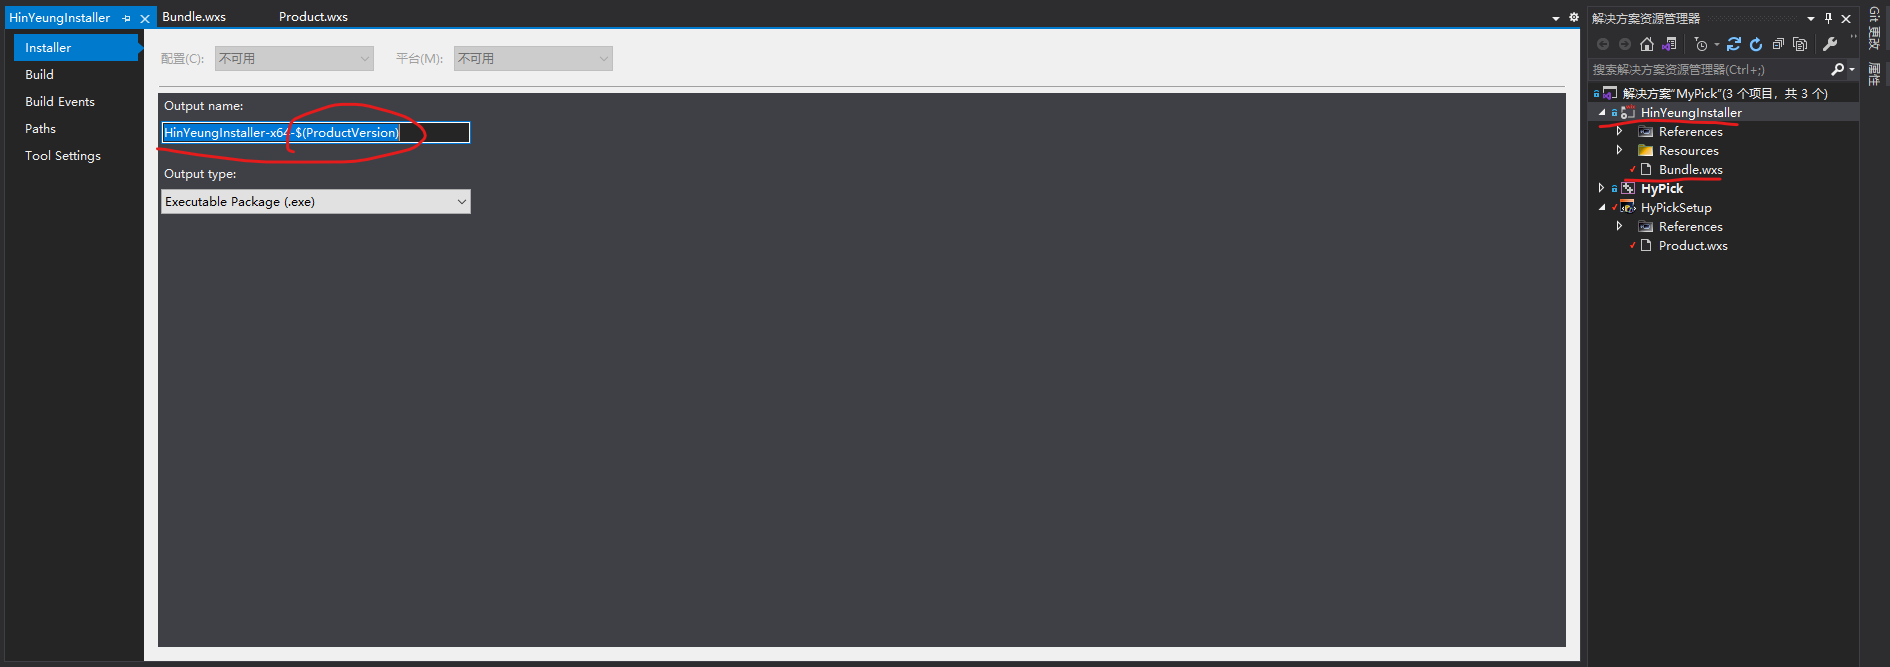 HinYeungInstaller
Bundle.wxs
Product.wxs
Installer
Build
Build Events
Paths
Tool Settings
配置(C):
不可用
平台(M):
不可用
Output name:
HinYeungInstaller-x64-$(ProductVersion)
Output type:
Executable Package (.exe)
解决方案资源管理器
搜索解决方案资源管理器(Ctrl+;)
解决方案"MyPick"(3 个项目，共 3 个)
HinYeungInstaller
References
Resources
Bundle.wxs
HyPick
HyPickSetup
References
Product.wxs
Git 更改
属性